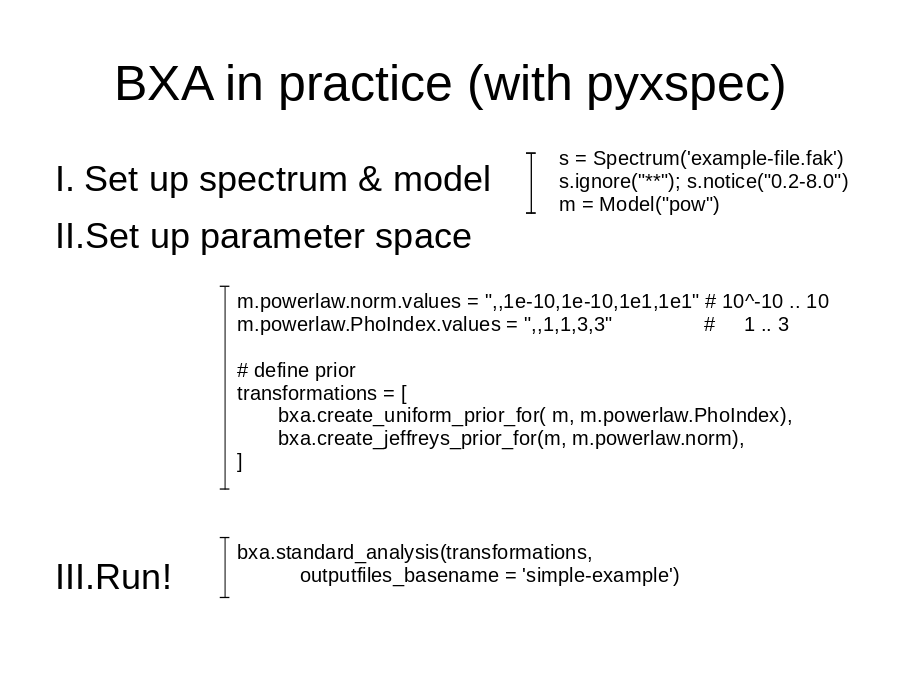 BXA in practice (with pyxspec)
I. Set up spectrum & model
s = Spectrum('example-file.fak')
s.ignore("**"); s.notice("0.2-8.0")
m = Model("pow")
II.Set up parameter space
m.powerlaw.norm.values = ",,1e-10,1e-10,1e1,1e1" # 10^-10 .. 10
m.powerlaw.PhoIndex.values = ",,1,1,3,3" # 1 .. 3
# define prior
transformations = [
bxa.create_uniform_prior_for( m, m.powerlaw.PhoIndex),
bxa.create_jeffreys_prior_for(m, m.powerlaw.norm),
]
III.Run!
bxa.standard_analysis(transformations,
outputfiles_basename = 'simple-example')